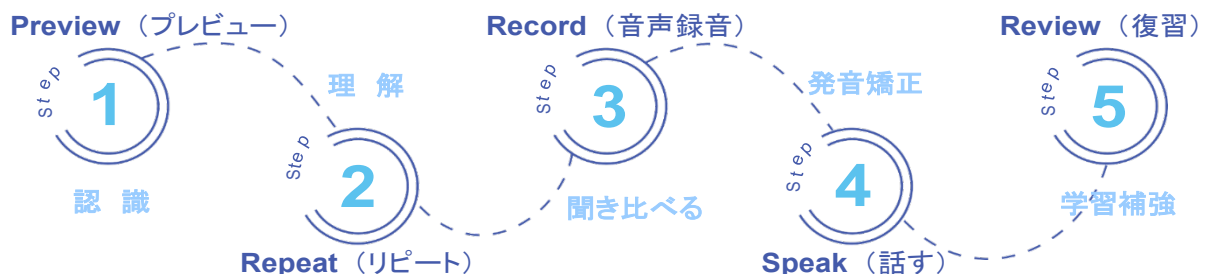 Preview（プレビュー）
Step
1
認 識
理 解
Step
2
Repeat（リピート）
Record（音声録音）
Step
3
聞き比べる
発音矯正
Step
4
Speak（話す）
Review（復習）
Step
5
学習補強